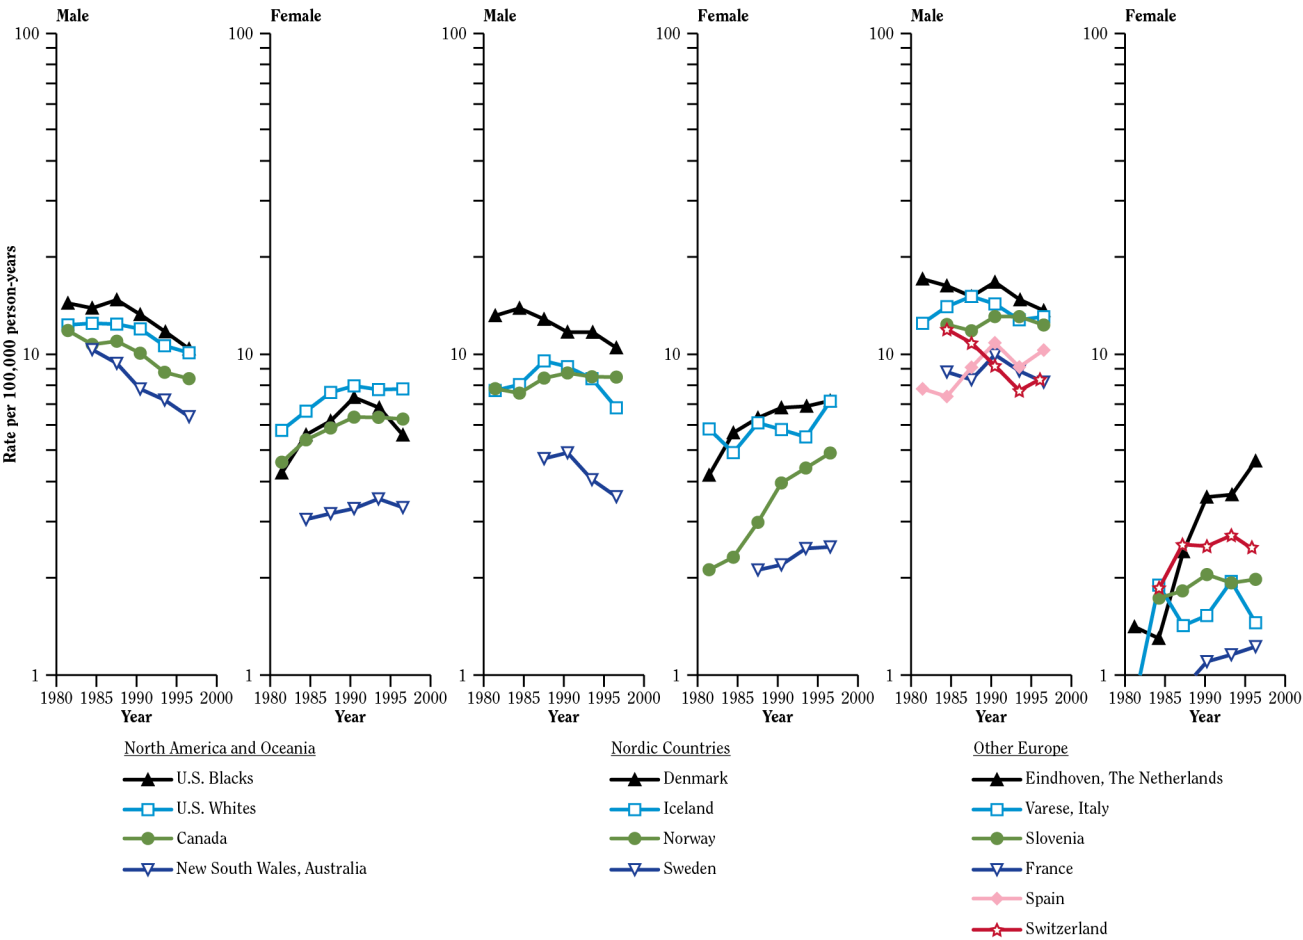 Male Female Male Female Male Female
100 100 100 100 100 100
Rate per 100,000 person-years
10 10 10 10 10 10
1 1 1 1 1 1
1980 1985 1990 1995 2000 1980 1985 1990 1995 2000 1980 1985 1990 1995 2000 1980 1985 1990 1995 2000 1980 1985 1990 1995 2000 1980 1985 1990 1995 2000
Year Year Year Year Year Year
North America and Oceania
U.S. Blacks
U.S. Whites
Canada
New South Wales, Australia
Nordic Countries
Denmark
Iceland
Norway
Sweden
Other Europe
Eindhoven, The Netherlands
Varese, Italy
Slovenia
France
Spain
Switzerland